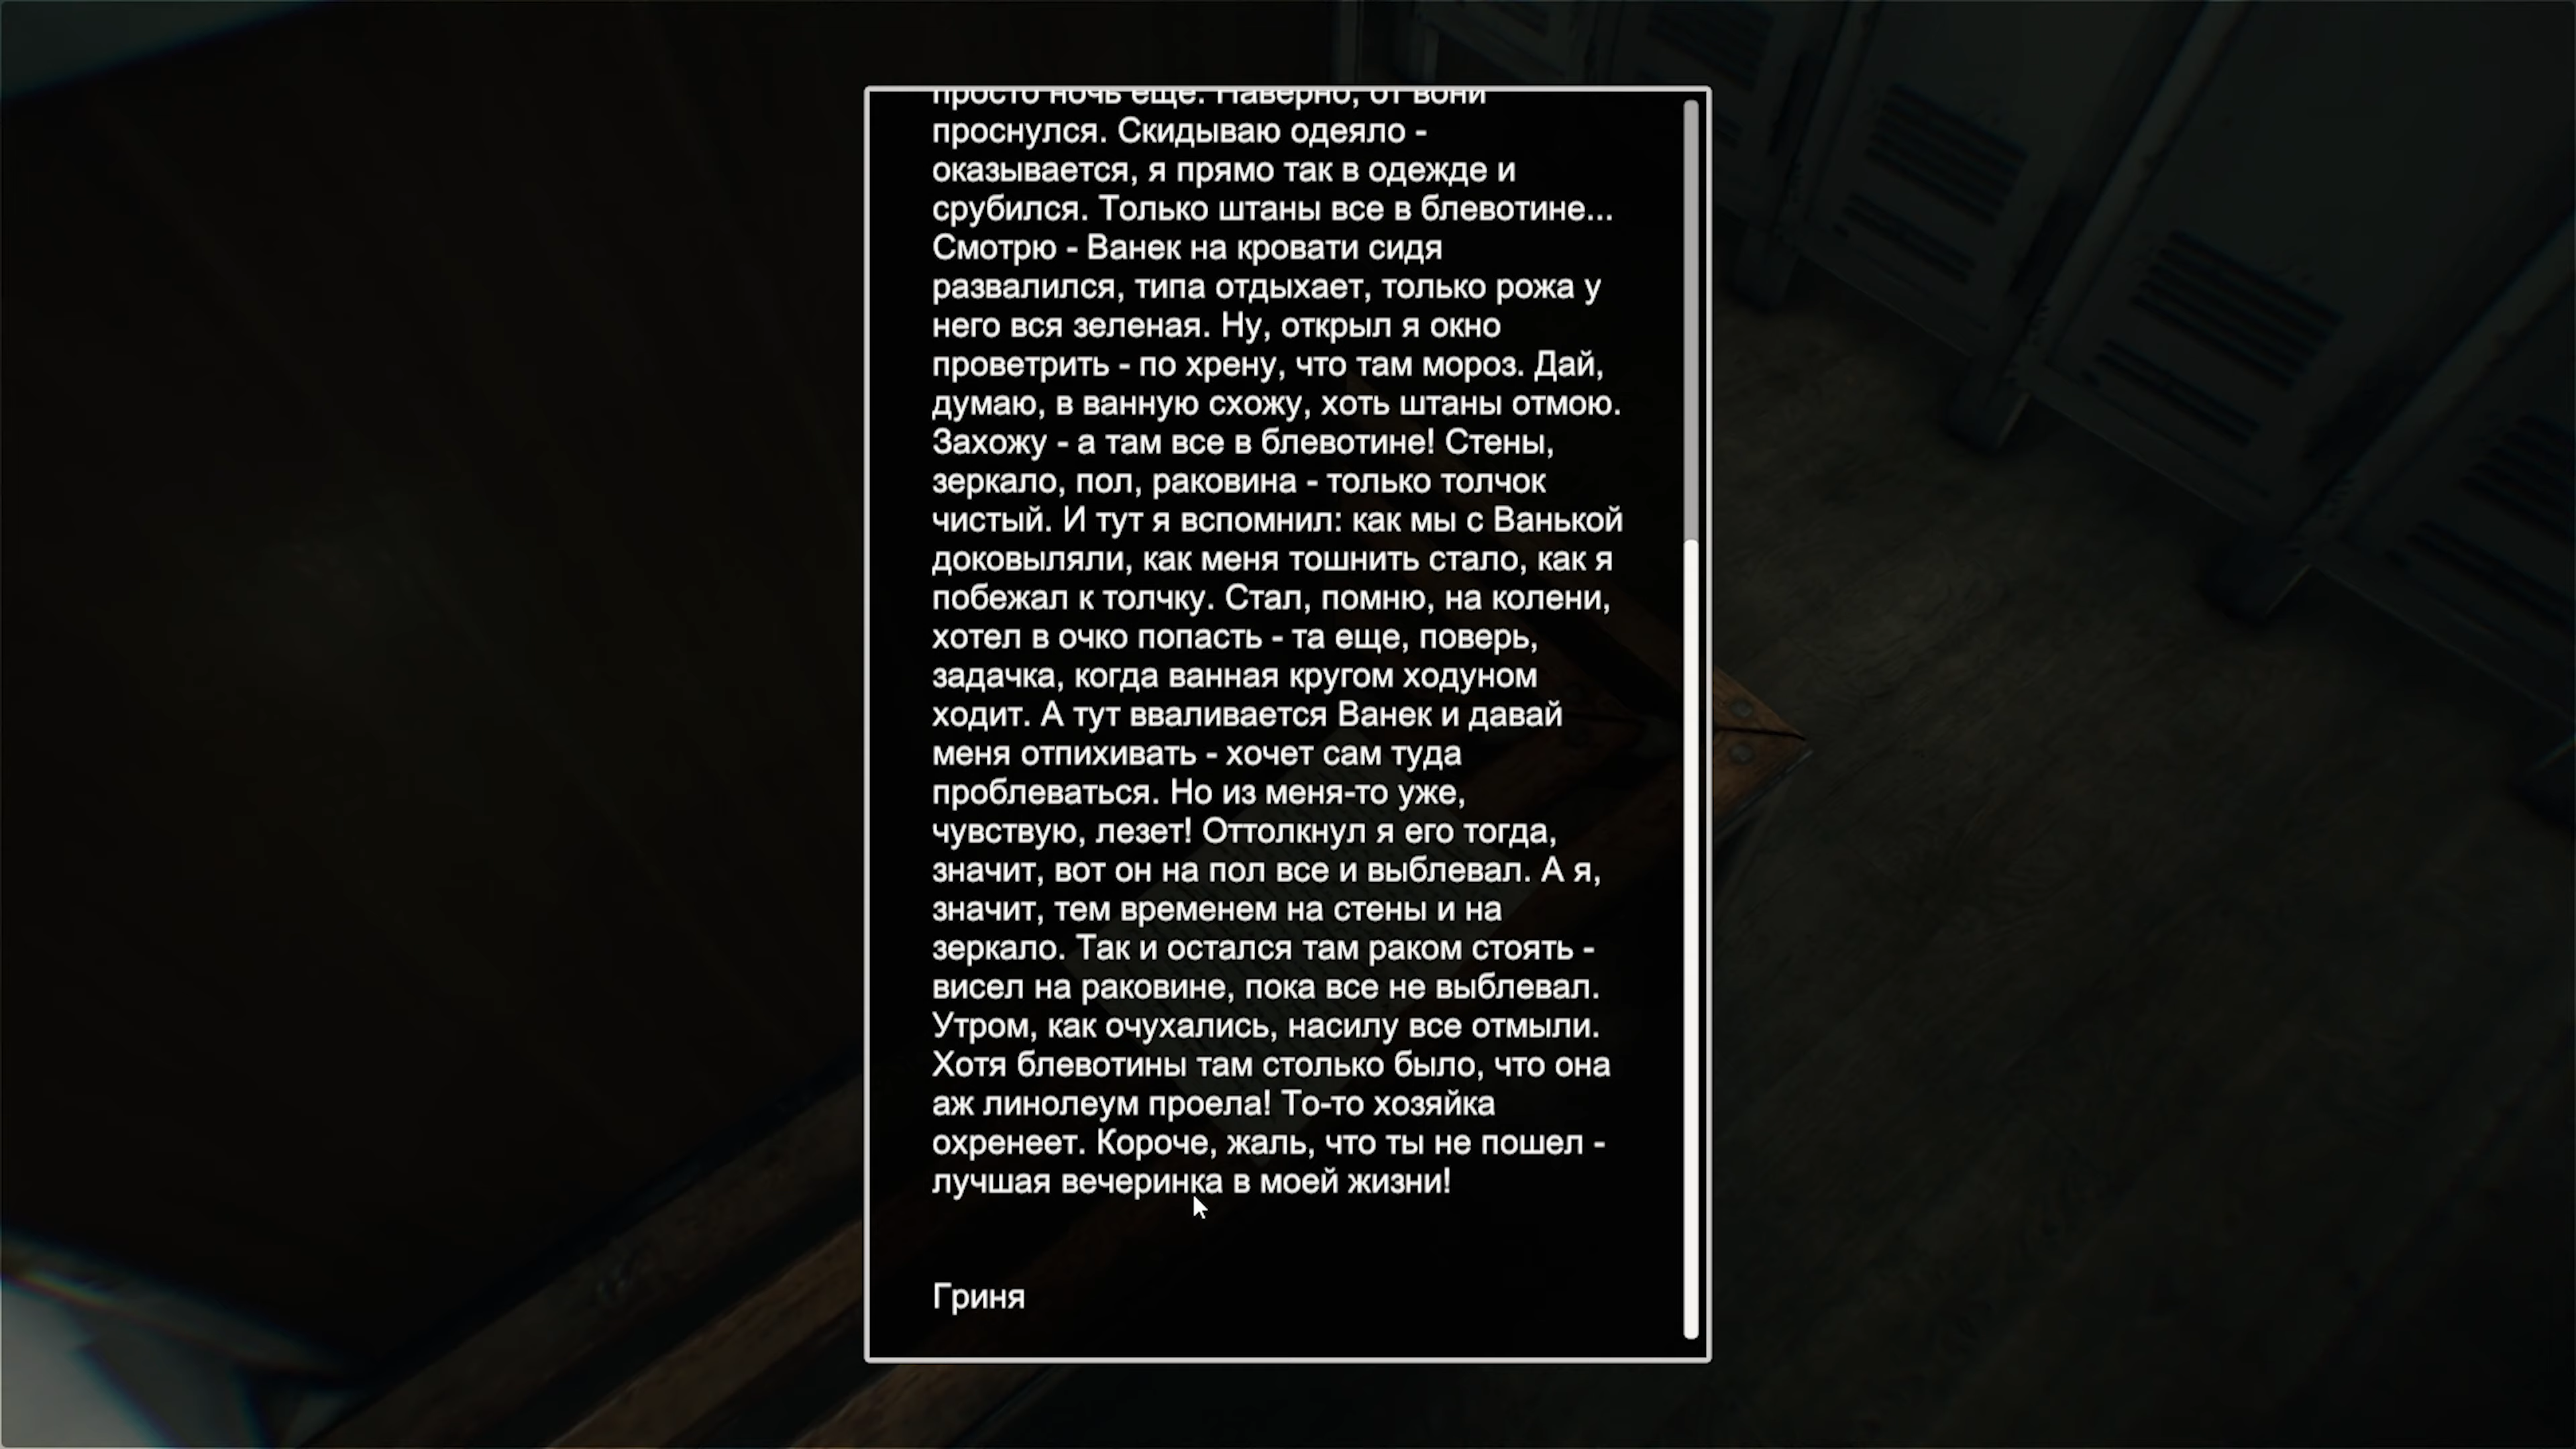 просто ночь еще. Наверно, от вони
проснулся. Скидываю одеяло -
оказывается, я прямо так в одежде и
срубился. Только штаны все в блевотине...
Смотрю - Ванек на кровати сидя
развалился, типа отдыхает, только рожа у
него вся зеленая. Ну, открыл я окно
проветрить - по хрену, что там мороз. Дай,
думаю, в ванную схожу, хоть штаны отмою.
Захожу - а там все в блевотине! Стены,
зеркало, пол, раковина - только толчок
чистый. И тут я вспомнил: как мы с Ванькой
доковыляли, как меня тошнить стало, как я
побежал к толчку. Стал, помню, на колени,
хотел в очко попасть - та еще, поверь,
задачка, когда ванная кругом ходуном
ходит. А тут вваливается Ванек и давай
меня отпихивать - хочет сам туда
проблеваться. Но из меня-то уже,
чувствую, лезет! Оттолкнул я его тогда,
значит, вот он на пол все и выблевал. А я,
значит, тем временем на стены и на
зеркало. Так и остался там раком стоять -
висел на раковине, пока все не выблевал.
Утром, как очухались, насилу все отмыли.
Хотя блевотины там столько было, что она
аж линолеум проела! То-то хозяйка
охренеет. Короче, жаль, что ты не пошел -
лучшая вечеринка в моей жизни!
Гриня